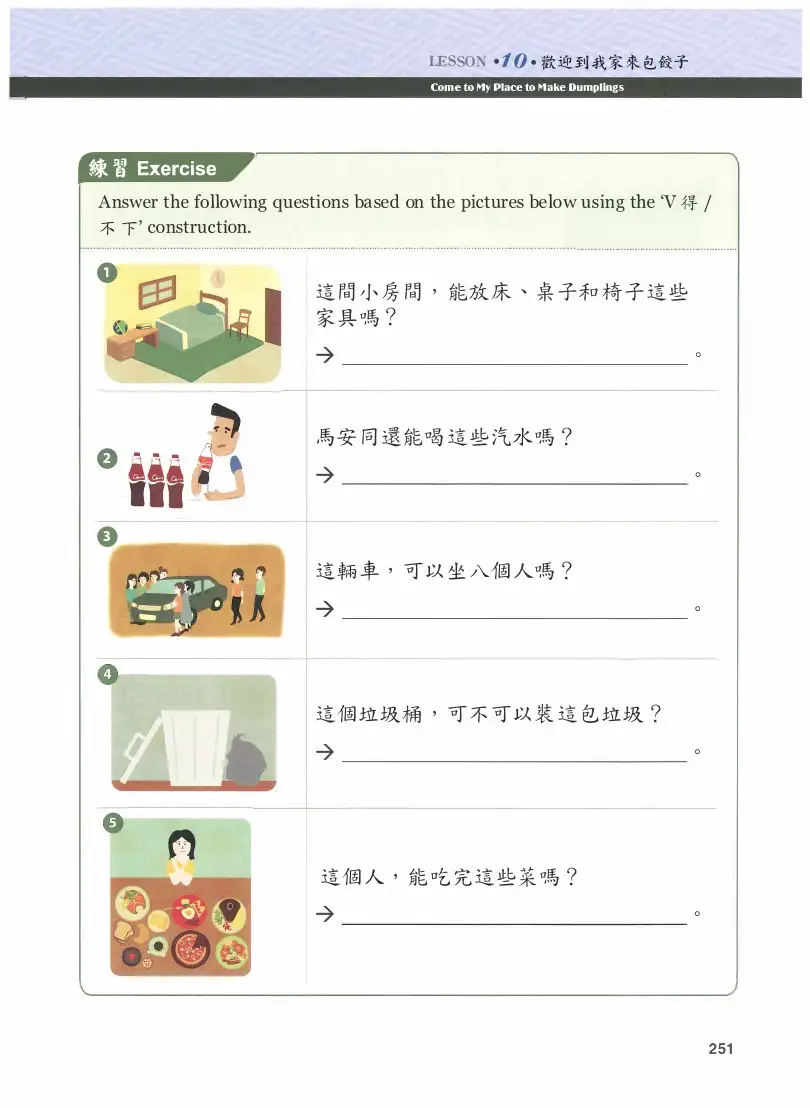 LESSON • 10 • 歡迎到我家來包餃子
Come to My Place to Make Dumplings
練習 Exercise
Answer the following questions based on the pictures below using the ‘V 得 /
不 下’ construction.
1
這間小房間，能放床、桌子和椅子這些
家具嗎？
→ 。
2
馬安同還能喝這些汽水嗎？
→ 。
3
這輛車，可以坐八個人嗎？
→ 。
4
這個垃圾桶，可不可以裝這包垃圾？
→ 。
5
這個人，能吃完這些菜嗎？
→ 。
251